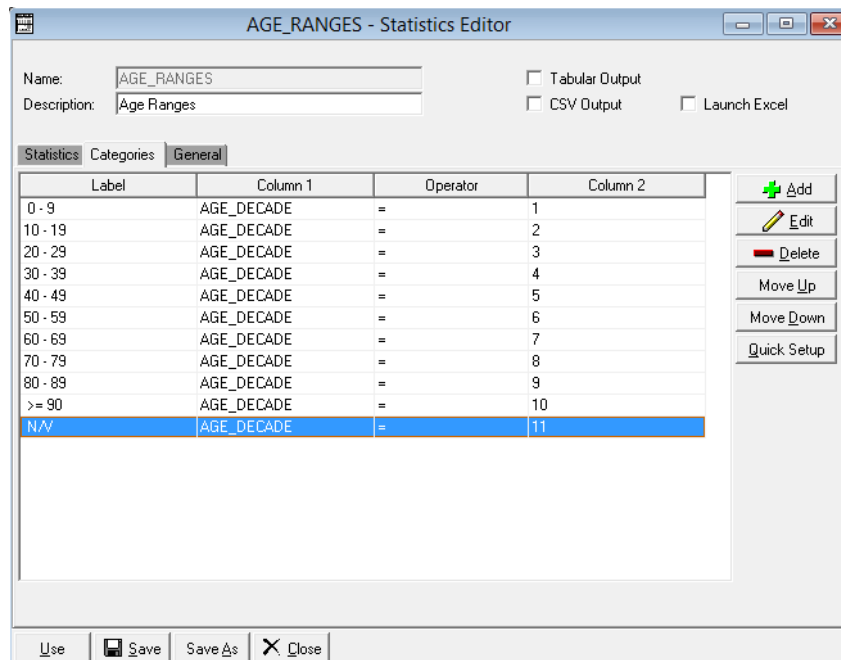 AGE_RANGES - Statistics Editor
Name: AGE_RANGES Tabular Output
Description: Age Ranges CSV Output Launch Excel
Statistics Categories General
Label Column 1 Operator Column 2
0 - 9 AGE_DECADE = 1
10 - 19 AGE_DECADE = 2
20 - 29 AGE_DECADE = 3
30 - 39 AGE_DECADE = 4
40 - 49 AGE_DECADE = 5
50 - 59 AGE_DECADE = 6
60 - 69 AGE_DECADE = 7
70 - 79 AGE_DECADE = 8
80 - 89 AGE_DECADE = 9
>= 90 AGE_DECADE = 10
N/V AGE_DECADE = 11
Add
Edit
Delete
Move Up
Move Down
Quick Setup
Use Save Save As Close